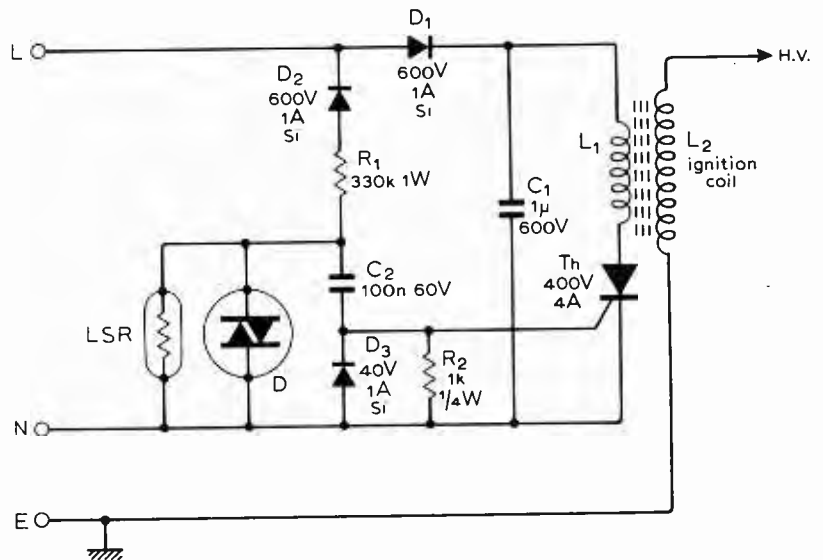 L
D1
600V
1A
Si
D2
600V
1A
Si
H.V.
R1
330k 1W
L1
L2
ignition
coil
C1
1µ
600V
C2
100n 60V
Th
400V
4A
LSR
D
D3
40V
1A
Si
R2
1k
1/4W
N
E